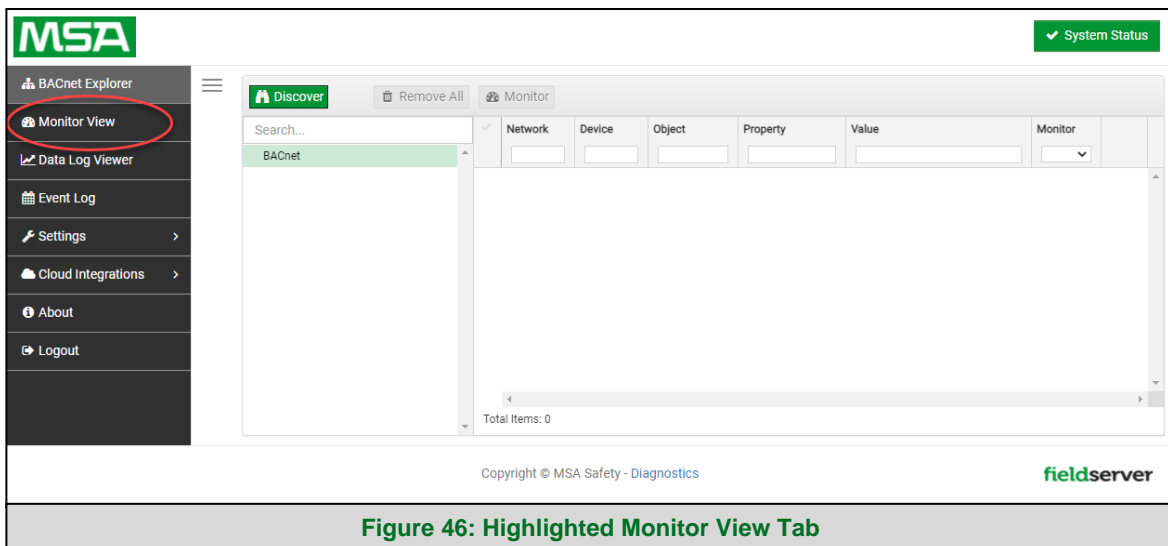 MSA
System Status
BACnet Explorer
Monitor View
Data Log Viewer
Event Log
Settings
Cloud Integrations
About
Logout
Discover
Remove All
Monitor
Search...
BACnet
Network Device Object Property Value Monitor
Total Items: 0
Copyright © MSA Safety - Diagnostics
fieldserver
Figure 46: Highlighted Monitor View Tab